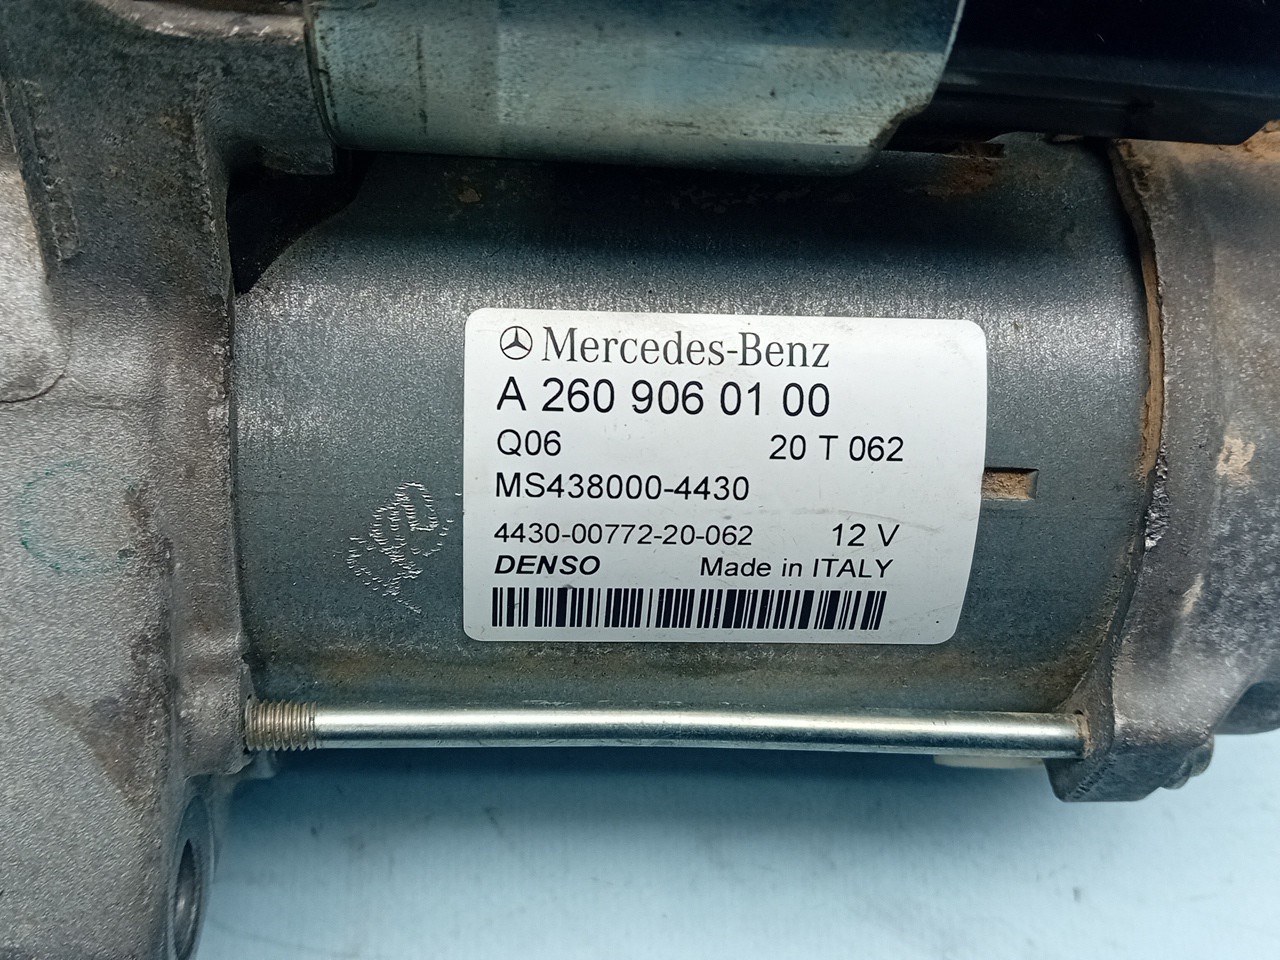 Mercedes-Benz
A 260 906 01 00
Q06 20 T 062
MS438000-4430
4430-00772-20-062 12 V
DENSO Made in ITALY